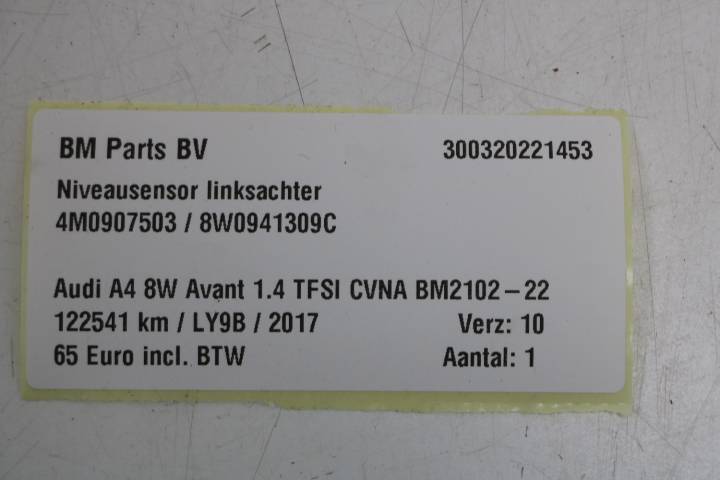 BM Parts BV 300320221453
Niveausensor linksachter
4M0907503 / 8W0941309C
Audi A4 8W Avant 1.4 TFSI CVNA BM2102-22
122541 km / LY9B / 2017 Verz: 10
65 Euro incl. BTW Aantal: 1